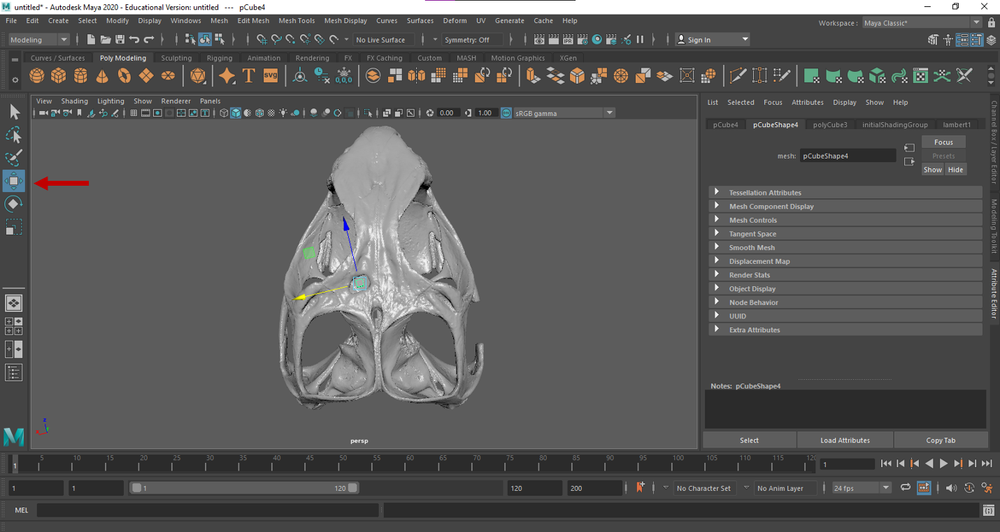 untitled* - Autodesk Maya 2020 - Educational Version: untitled --- pCube4
File Edit Create Select Modify Display Windows Mesh Edit Mesh Mesh Tools Mesh Display Curves Surfaces Deform UV Generate Cache Help
Workspace : Maya Classic*
Modeling No Live Surface Symmetry: Off Sign In
Curves / Surfaces Poly Modeling Sculpting Rigging Animation Rendering FX FX Caching Custom MASH Motion Graphics XGen
T SVG 0,0,0
View Shading Lighting Show Renderer Panels
IPR
0.00 1.00 ON sRGB gamma
List Selected Focus Attributes Display Show Help
pCube4 pCubeShape4 polyCube3 initialShadingGroup lambert1
Focus
mesh: pCubeShape4 Presets
Show Hide
Tessellation Attributes
Mesh Component Display
Mesh Controls
Tangent Space
Smooth Mesh
Displacement Map
Render Stats
Object Display
Node Behavior
UUID
Extra Attributes
Channel Box / Layer Editor
Modeling Toolkit
Attribute Editor
Notes: pCubeShape4
z
x
persp
Select Load Attributes Copy Tab
M
1 5 10 15 20 25 30 35 40 45 50 55 60 65 70 75 80 85 90 95 100 105 110 115 120 1
1 1 1 120 120 200 No Character Set No Anim Layer 24 fps
MEL